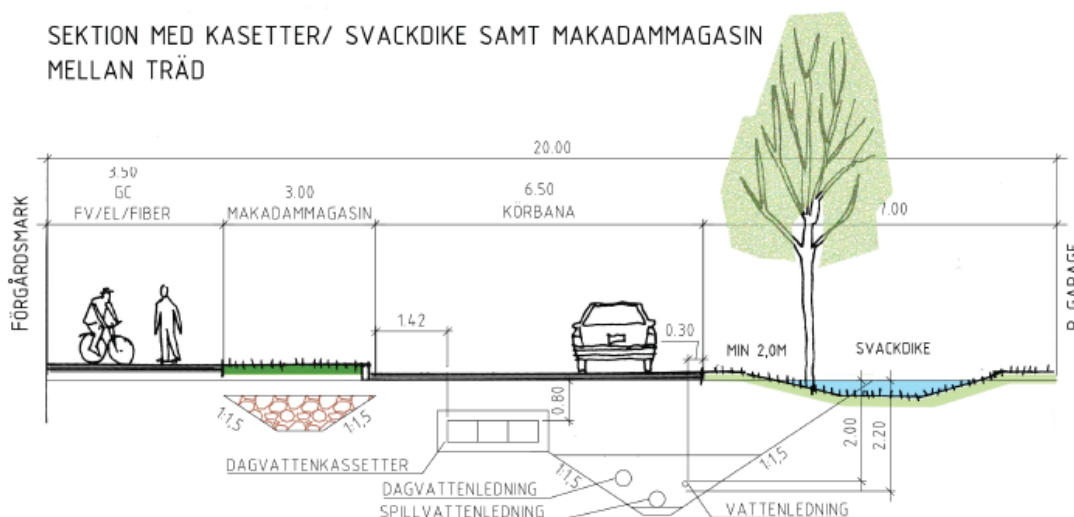 SEKTION MED KASETTER/ SVACKDIKE SAMT MAKADAMMAGASIN
MELLAN TRÄD
20.00
3.50
GC
FV/EL/FIBER
3.00
MAKADAMMAGASIN
6.50
KÖRBANA
7.00
FÖRGÅRDSMARK
P GARAGE
1.42
0.30
MIN 2,0M
SVACKDIKE
0.80
2.00
2.20
1:1,5
1:1,5
1:1,5
1:1,5
DAGVATTENKASSETTER
DAGVATTENLEDNING
SPILLVATTENLEDNING
VATTENLEDNING